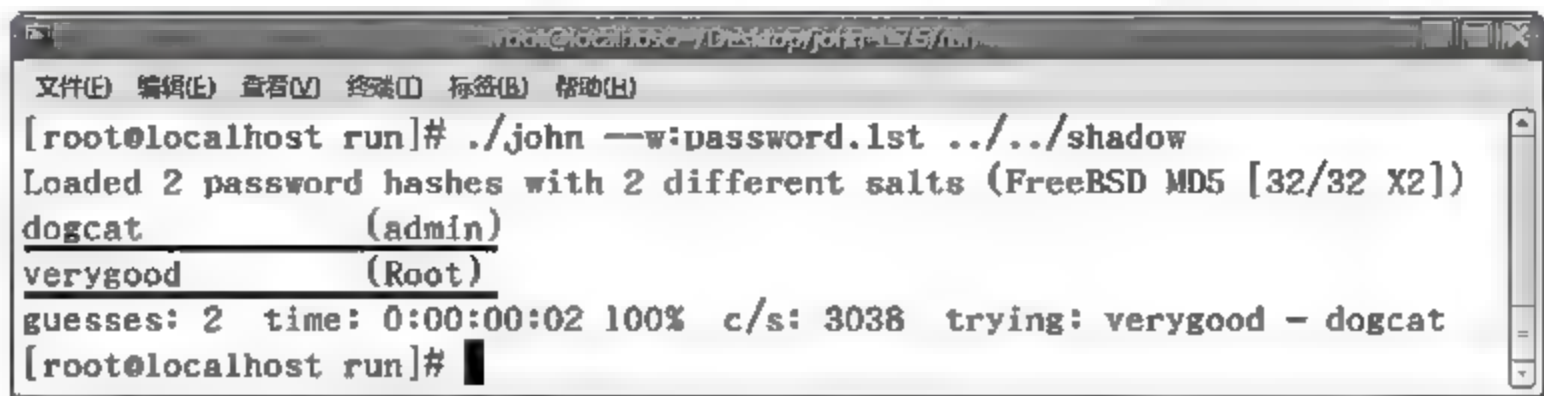 文件(E) 编辑(E) 查看(V) 终端(T) 标签(B) 帮助(H)
[root@localhost run]# ./john --w:password.lst ../../shadow
Loaded 2 password hashes with 2 different salts (FreeBSD MD5 [32/32 X2])
dogcat (admin)
verygood (Root)
guesses: 2 time: 0:00:00:02 100% c/s: 3038 trying: verygood - dogcat
[root@localhost run]#